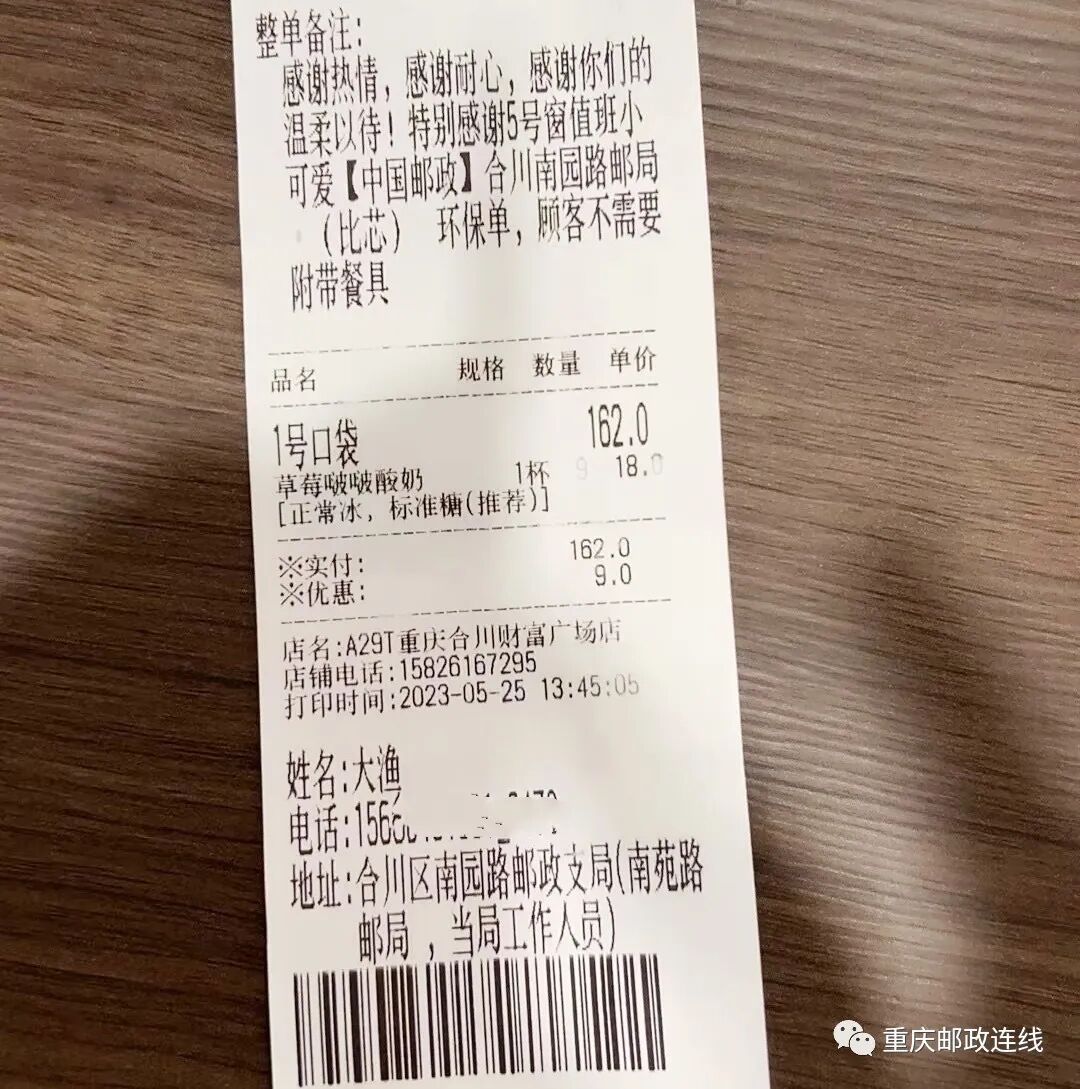 整单备注:
感谢热情,感谢耐心,感谢你们的
温柔以待!特别感谢5号窗值班小
可爱【中国邮政】合川南园路邮局
(比芯) 环保单,顾客不需要
附带餐具
品名 规格 数量 单价
1号口袋 162.0
草莓啵啵酸奶 1杯 9 18.0
[正常冰, 标准糖(推荐)]
※实付: 162.0
※优惠: 9.0
店名:A29T重庆合川财富广场店
店铺电话:15826167295
打印时间:2023-05-25 13:45:05
姓名:大渔
电话:156
地址:合川区南园路邮政支局(南苑路
邮局 ,当局工作人员)
重庆邮政连线